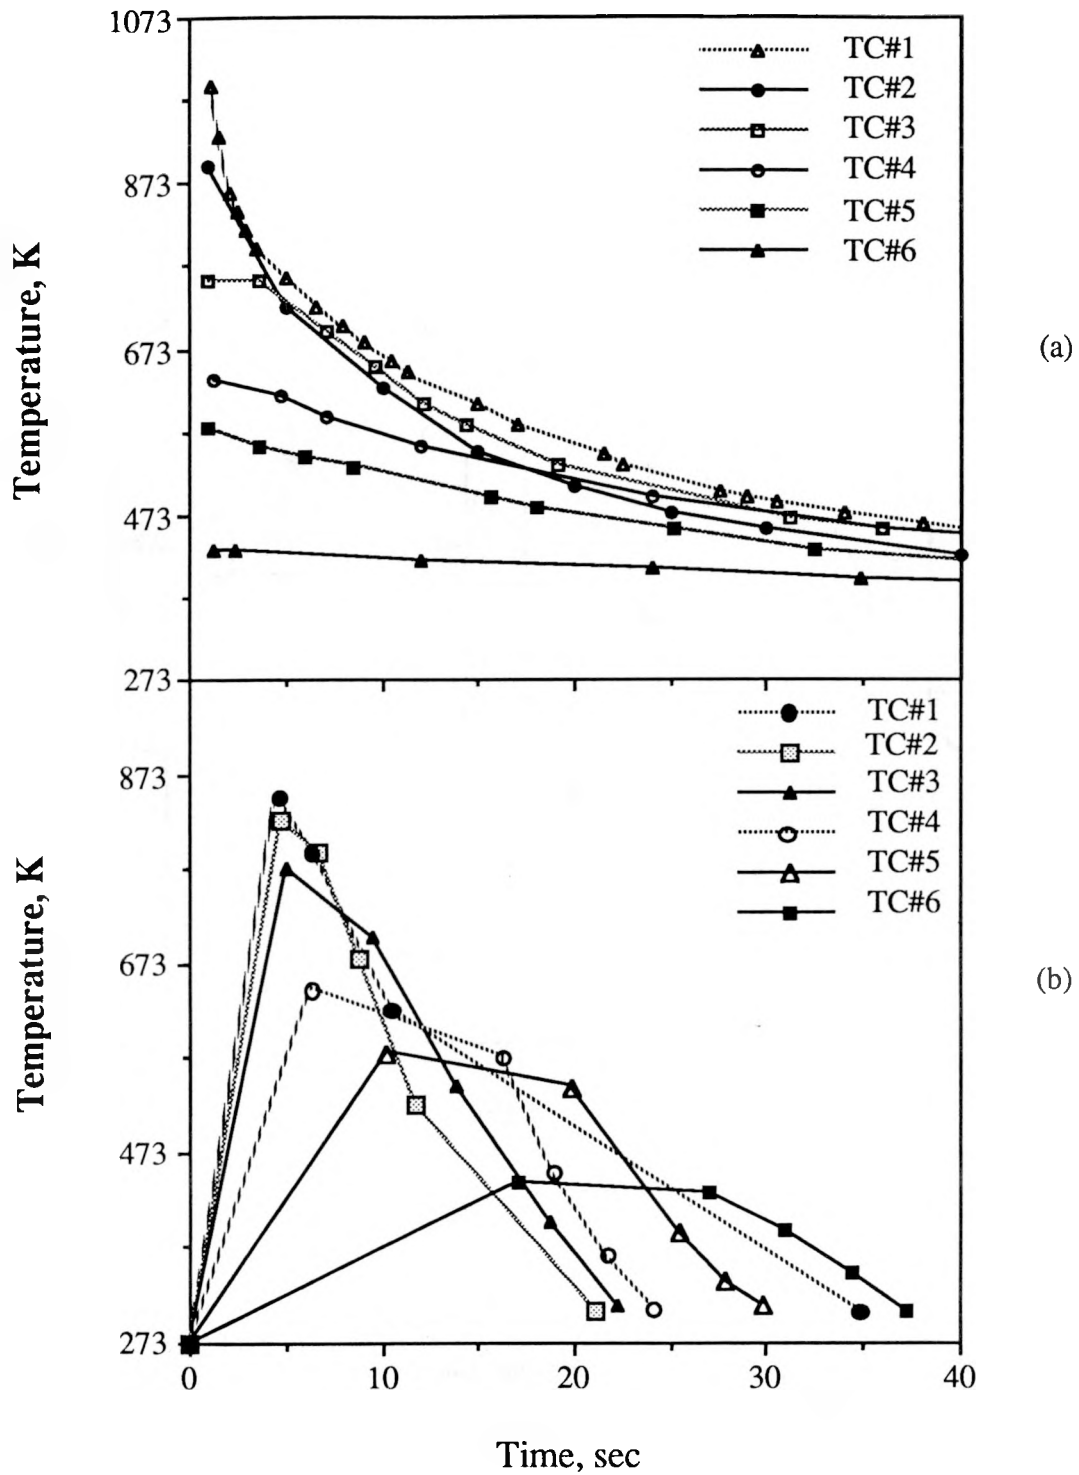 1073
873
673
473
273
Temperature, K
TC#1
TC#2
TC#3
TC#4
TC#5
TC#6
(a)
873
673
473
273
Temperature, K
TC#1
TC#2
TC#3
TC#4
TC#5
TC#6
(b)
0 10 20 30 40
Time, sec